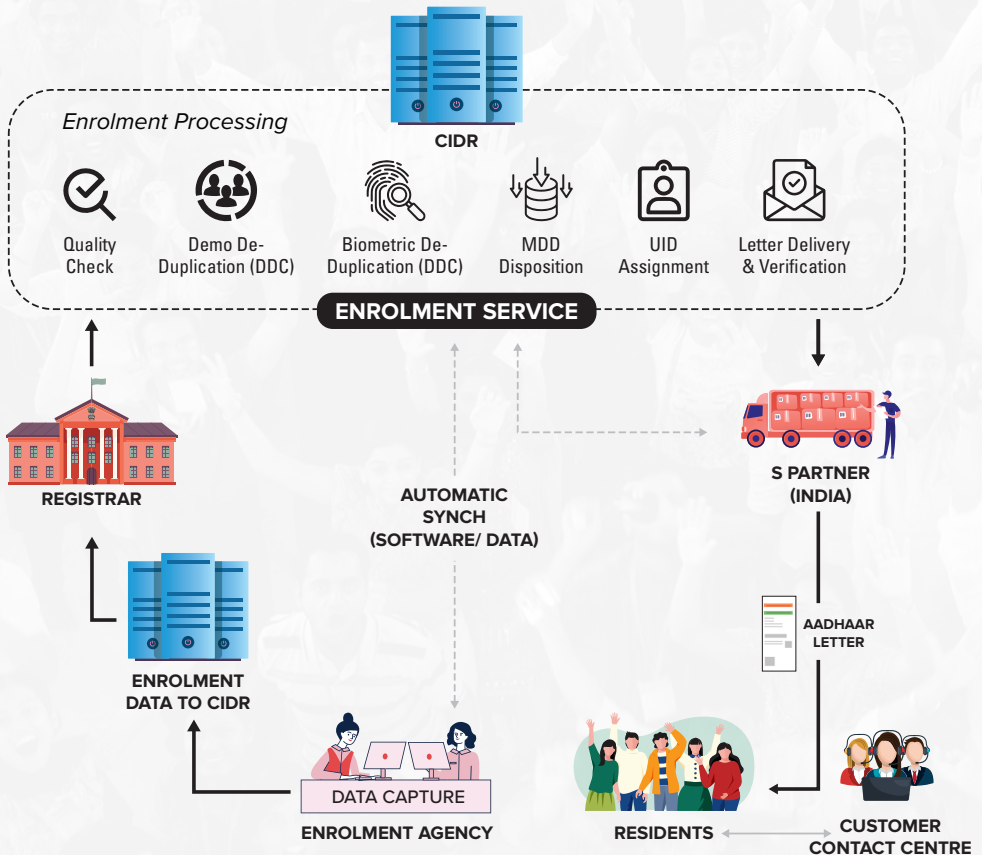 CIDR
Enrolment Processing
Quality
Check
Demo De-
Duplication (DDC)
Biometric De-
Duplication (DDC)
MDD
Disposition
UID
Assignment
Letter Delivery
& Verification
ENROLMENT SERVICE
REGISTRAR
AUTOMATIC
SYNCH
(SOFTWARE/ DATA)
S PARTNER
(INDIA)
AADHAAR
LETTER
ENROLMENT
DATA TO CIDR
DATA CAPTURE
ENROLMENT AGENCY
RESIDENTS
CUSTOMER
CONTACT CENTRE